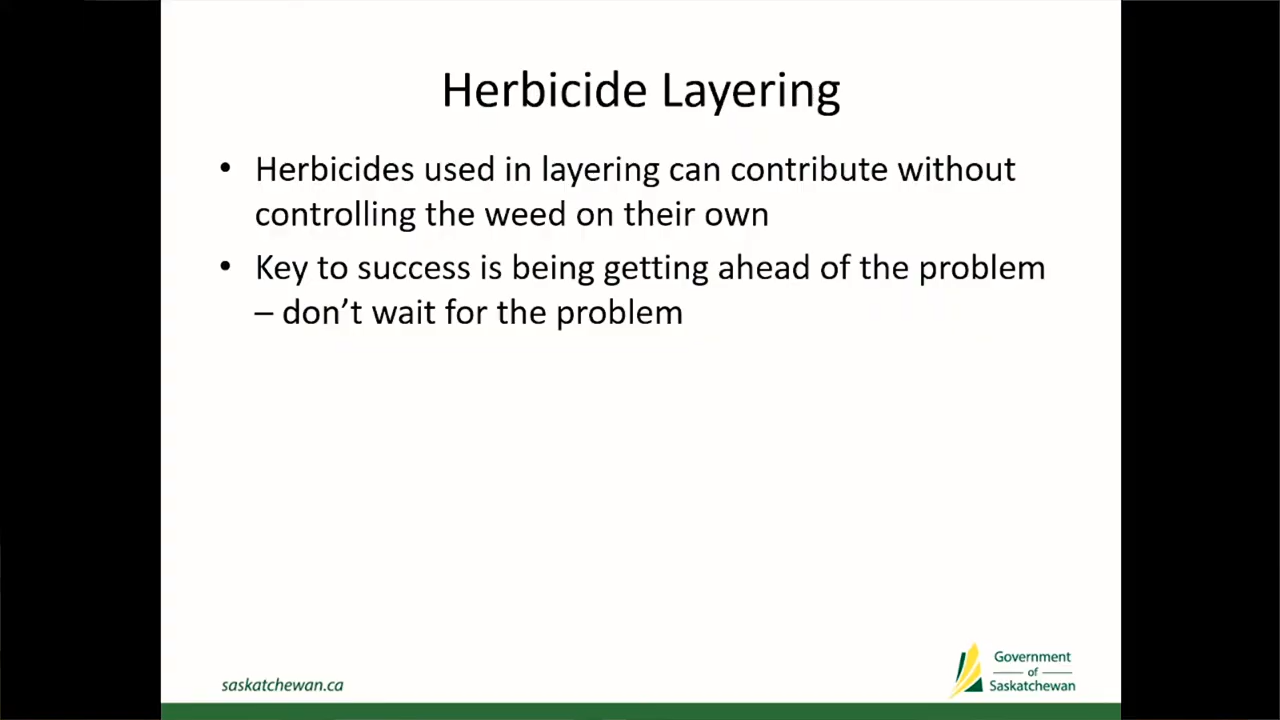 Herbicide Layering
• Herbicides used in layering can contribute without
controlling the weed on their own
• Key to success is being getting ahead of the problem
– don’t wait for the problem
saskatchewan.ca
Government
of
Saskatchewan